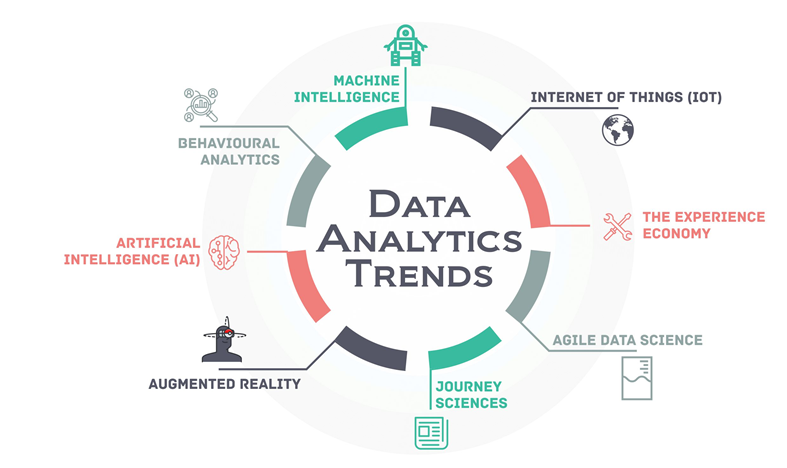 MACHINE
INTELLIGENCE
INTERNET OF THINGS (IOT)
BEHAVIOURAL
ANALYTICS
THE EXPERIENCE
ECONOMY
ARTIFICIAL
INTELLIGENCE (AI)
DATA
ANALYTICS
TRENDS
AGILE DATA SCIENCE
AUGMENTED REALITY
JOURNEY
SCIENCES